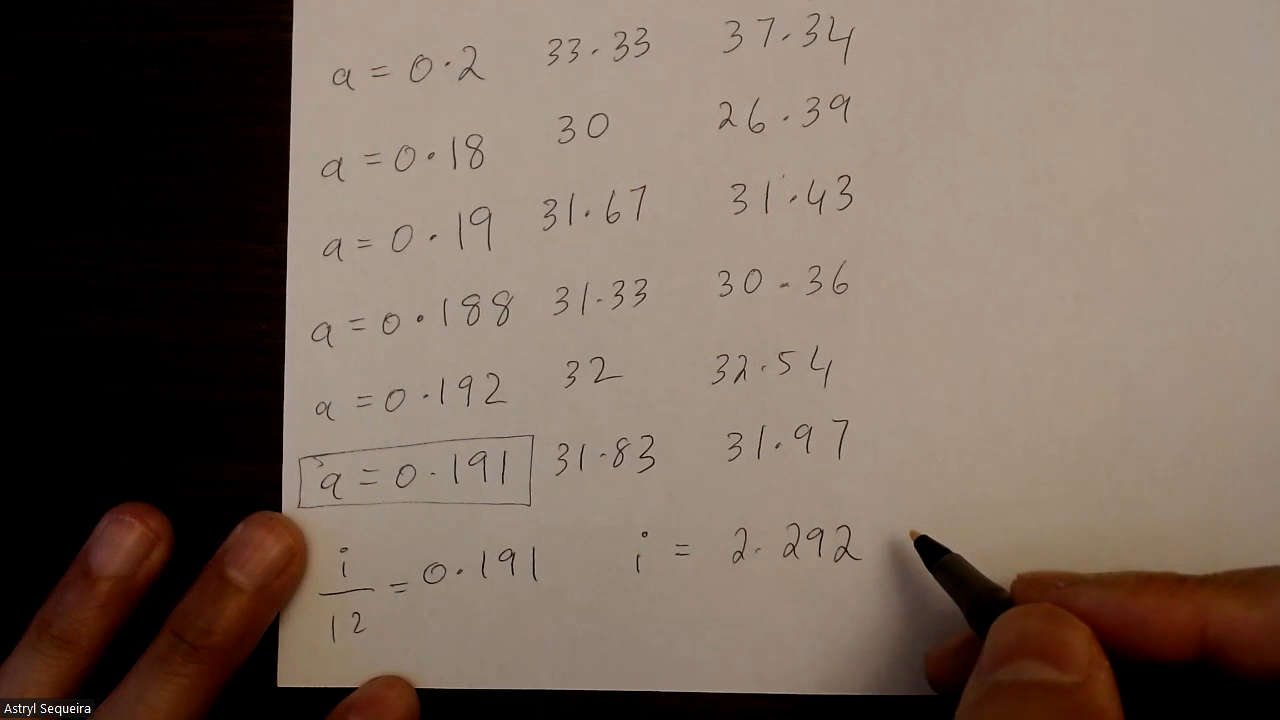 a = 0.2 33.33 37.34
a = 0.18 30 26.39
a = 0.19 31.67 31.43
a = 0.188 31.33 30.36
a = 0.192 32 32.54
a = 0.191 31.83 31.97
i/12 = 0.191 i = 2.292
Astryl Sequeira